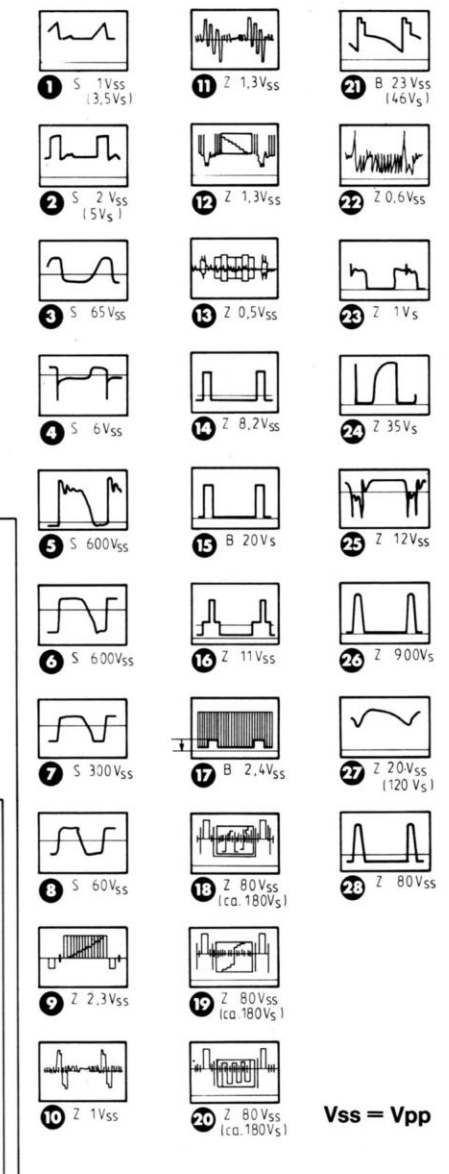 1 S 1Vss
(3,5Vs)
2 S 2 Vss
(5Vs)
3 S 65Vss
4 S 6Vss
5 S 600Vss
6 S 600Vss
7 S 300Vss
8 S 60Vss
9 Z 2,3Vss
10 Z 1Vss
11 Z 1,3Vss
12 Z 1,3Vss
13 Z 0,5Vss
14 Z 8,2Vss
15 B 20Vs
16 Z 11Vss
17 B 2,4Vss
18 Z 80Vss
(ca. 180Vs)
19 Z 80Vss
(ca. 180Vs)
20 Z 80Vss
(ca. 180Vs)
21 B 23Vss
(46Vs)
22 Z 0,6Vss
23 Z 1Vs
24 Z 35Vs
25 Z 12Vss
26 Z 900Vs
27 Z 20-Vss
(120 Vs)
28 Z 80Vss
Vss = Vpp